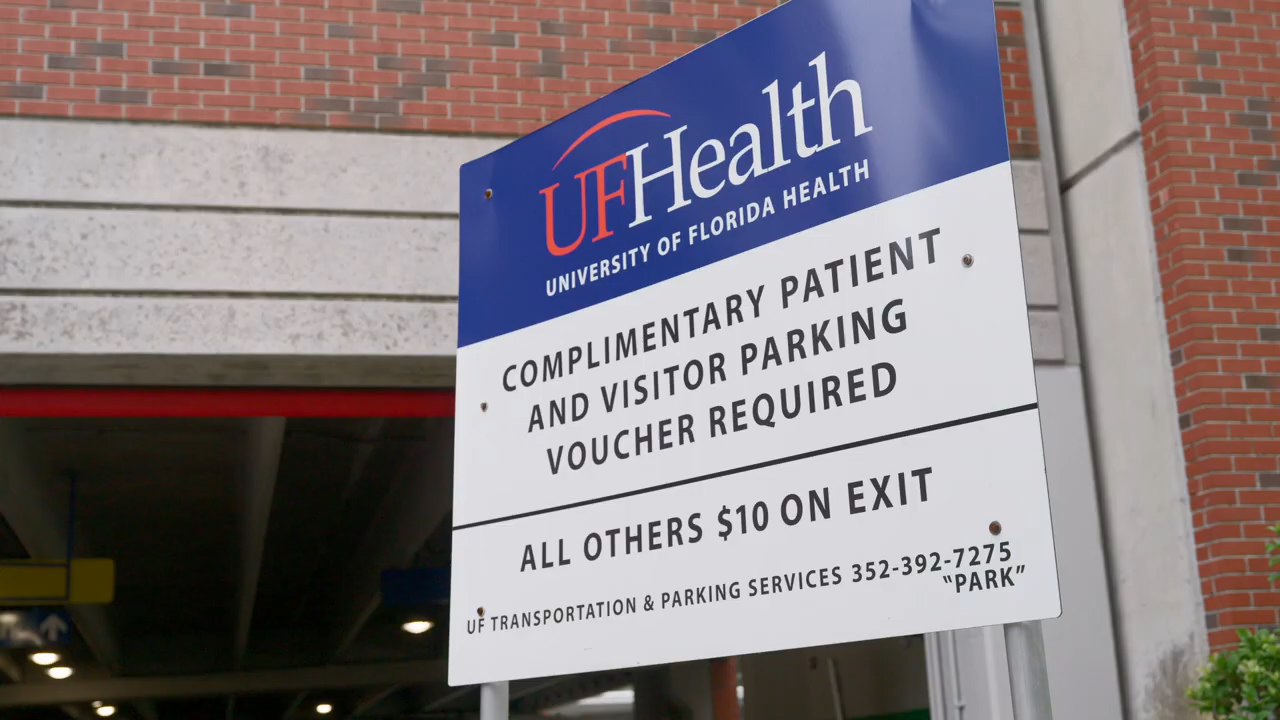 UFHealth
UNIVERSITY OF FLORIDA HEALTH
COMPLIMENTARY PATIENT
AND VISITOR PARKING
VOUCHER REQUIRED
ALL OTHERS $10 ON EXIT
UF TRANSPORTATION & PARKING SERVICES 352-392-7275
“PARK”